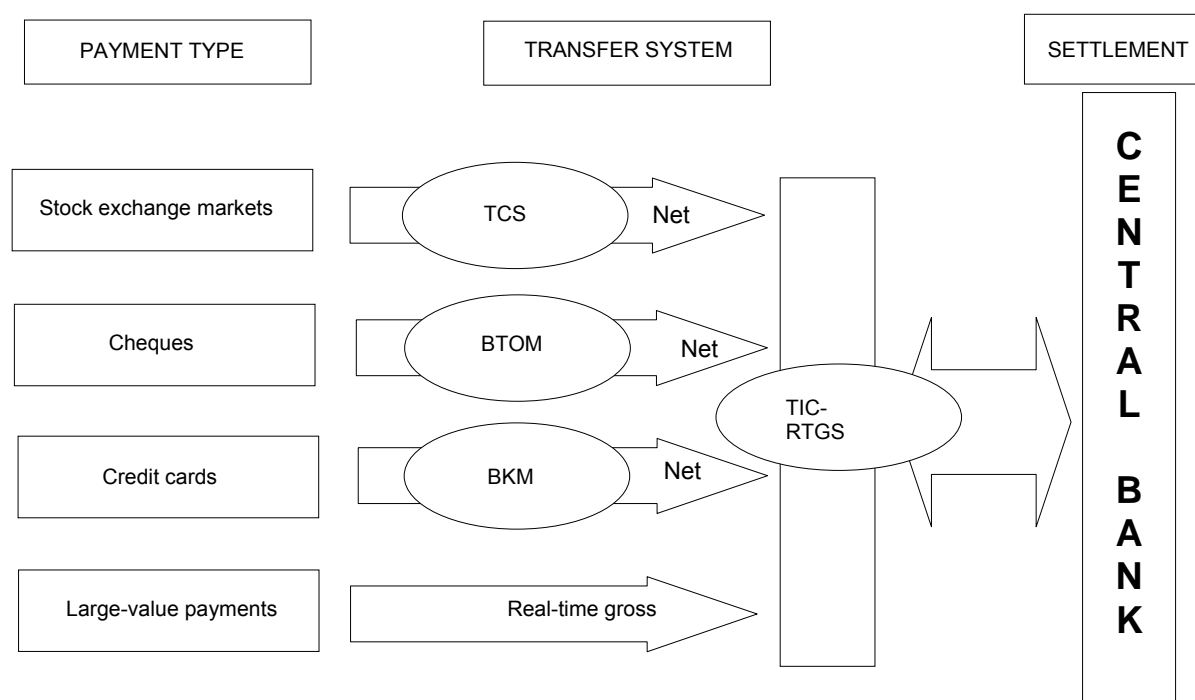 PAYMENT TYPE
TRANSFER SYSTEM
SETTLEMENT
Stock exchange markets
TCS
Net
Cheques
BTOM
Net
TIC-
RTGS
Credit cards
BKM
Net
Large-value payments
Real-time gross
C
E
N
T
R
A
L
B
A
N
K